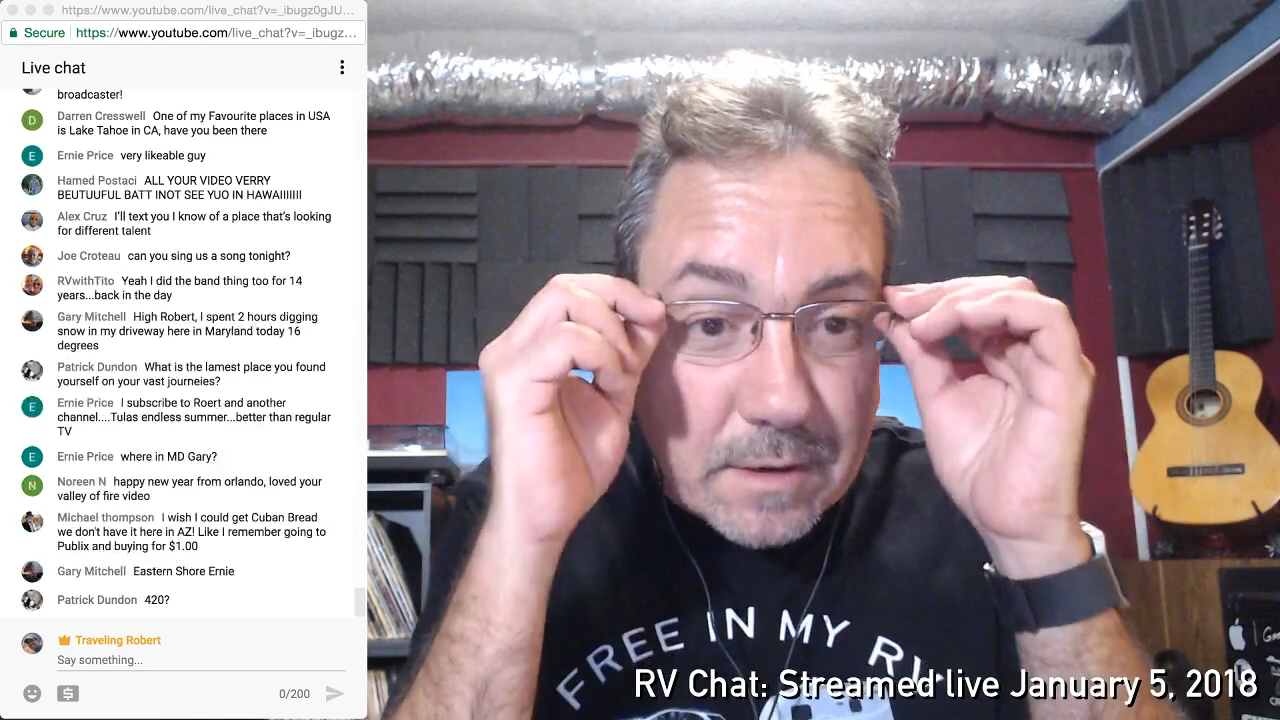 https://www.youtube.com/live_chat?v=_ibugz0gJU...
Secure https://www.youtube.com/live_chat?v=_ibugz...
Live chat
broadcaster!
D Darren Cresswell One of my Favourite places in USA
is Lake Tahoe in CA, have you been there
E Ernie Price very likeable guy
Hamed Postaci ALL YOUR VIDEO VERRY
BEUTUUFUL BATT INOT SEE YUO IN HAWAIIIIIII
Alex Cruz I'll text you I know of a place that's looking
for different talent
Joe Croteau can you sing us a song tonight?
RVwithTito Yeah I did the band thing too for 14
years...back in the day
Gary Mitchell High Robert, I spent 2 hours digging
snow in my driveway here in Maryland today 16
degrees
Patrick Dundon What is the lamest place you found
yourself on your vast journeies?
E Ernie Price I subscribe to Roert and another
channel....Tulas endless summer...better than regular
TV
E Ernie Price where in MD Gary?
N Noreen N happy new year from orlando, loved your
valley of fire video
Michael thompson I wish I could get Cuban Bread
we don't have it here in AZ! Like I remember going to
Publix and buying for $1.00
Gary Mitchell Eastern Shore Ernie
Patrick Dundon 420?
Traveling Robert
Say something...
$ 0/200
FREE IN MY RV.
RV Chat: Streamed live January 5, 2018